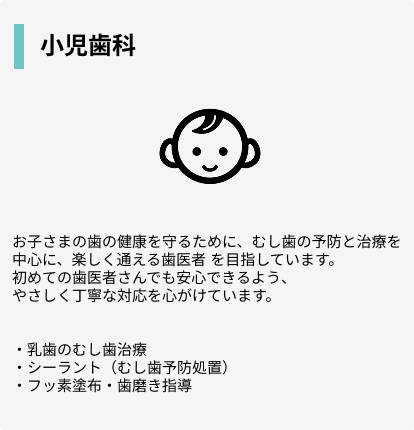 小児歯科
お子さまの歯の健康を守るために、むし歯の予防と治療を
中心に、楽しく通える歯医者 を目指しています。
初めての歯医者さんでも安心できるよう、
やさしく丁寧な対応を心がけています。
・乳歯のむし歯治療
・シーラント（むし歯予防処置）
・フッ素塗布・歯磨き指導